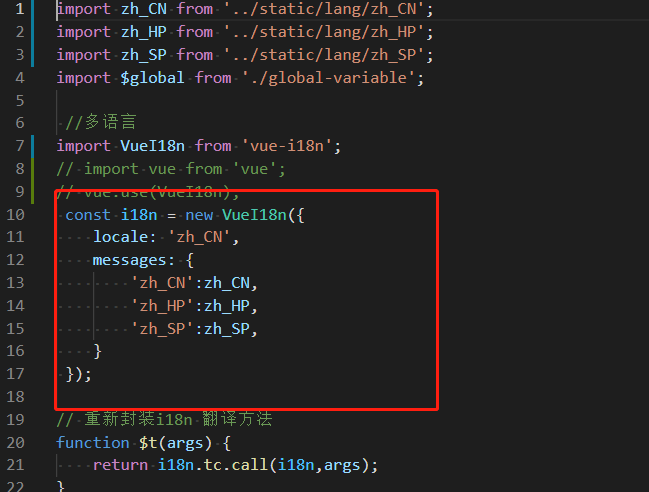 1 import zh_CN from '../static/lang/zh_CN';
2 import zh_HP from '../static/lang/zh_HP';
3 import zh_SP from '../static/lang/zh_SP';
4 import $global from './global-variable';
5
6 //多语言
7 import VueI18n from 'vue-i18n';
8 // import vue from 'vue';
9 // vue.use(VueI18n);
10 const i18n = new VueI18n({
11 locale: 'zh_CN',
12 messages: {
13 'zh_CN':zh_CN,
14 'zh_HP':zh_HP,
15 'zh_SP':zh_SP,
16 }
17 });
18
19 // 重新封装i18n 翻译方法
20 function $t(args) {
21 return i18n.tc.call(i18n,args);
22 }